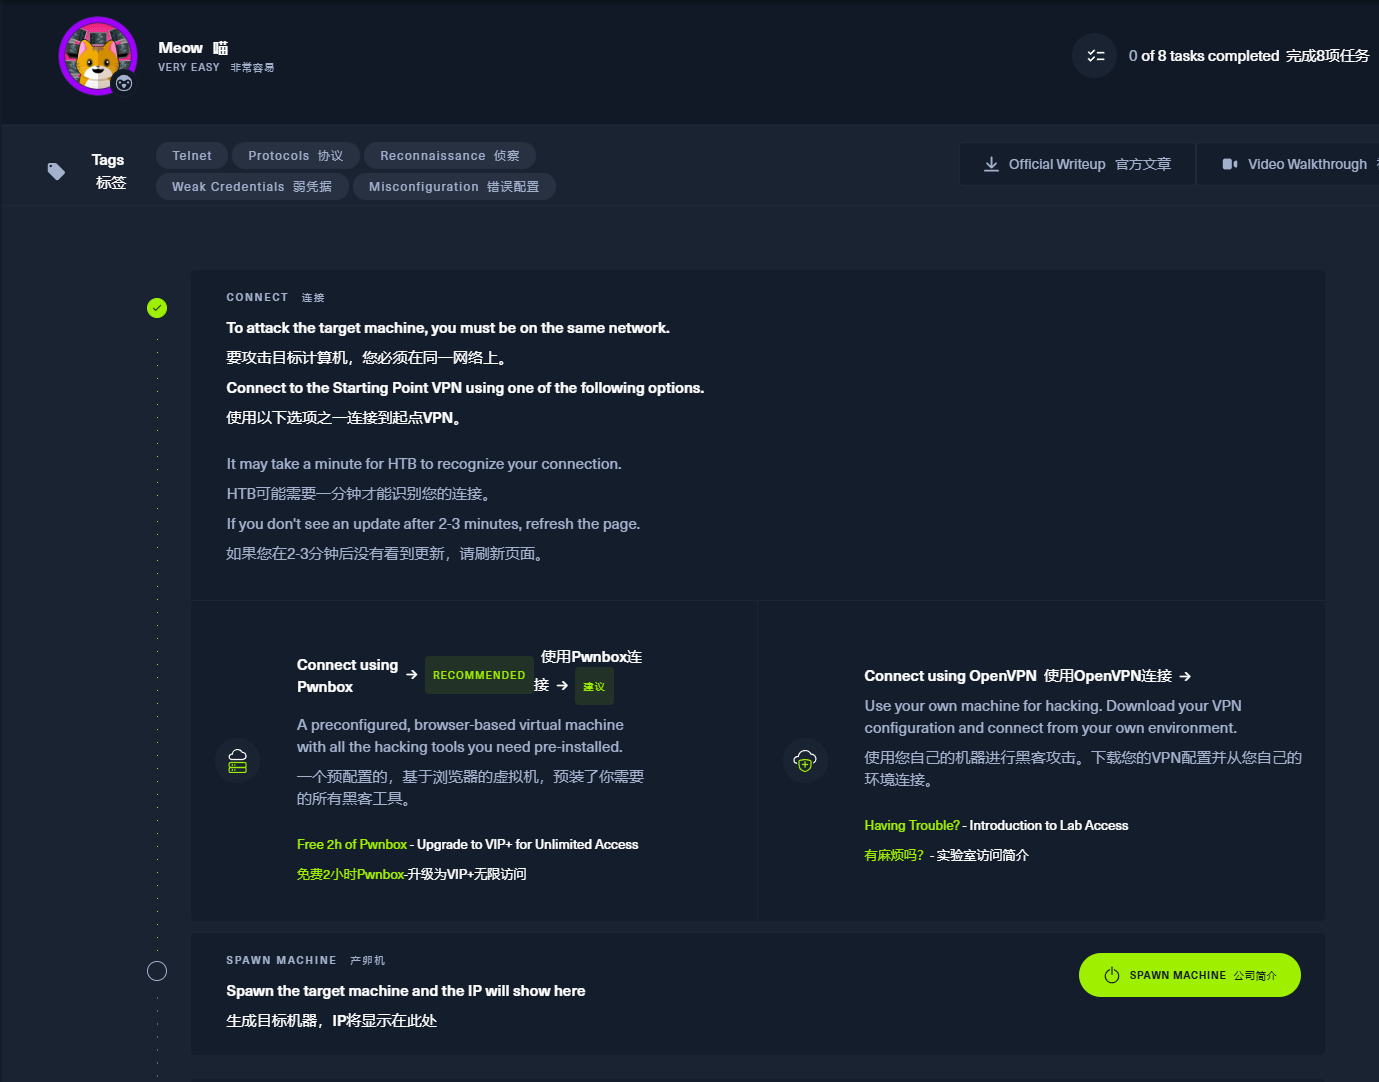 Meow 喵
VERY EASY 非常容易
0 of 8 tasks completed 完成8项任务
Tags
标签
Telnet
Protocols 协议
Reconnaissance 侦察
Weak Credentials 弱凭据
Misconfiguration 错误配置
Official Writeup 官方文章
Video Walkthrough
CONNECT 连接
To attack the target machine, you must be on the same network.
要攻击目标计算机，您必须在同一网络上。
Connect to the Starting Point VPN using one of the following options.
使用以下选项之一连接到起点VPN。
It may take a minute for HTB to recognize your connection.
HTB可能需要一分钟才能识别您的连接。
If you don't see an update after 2-3 minutes, refresh the page.
如果您在2-3分钟后没有看到更新，请刷新页面。
Connect using
Pwnbox
→
RECOMMENDED
使用Pwnbox连
接 → 建议
A preconfigured, browser-based virtual machine
with all the hacking tools you need pre-installed.
一个预配置的，基于浏览器的虚拟机，预装了你需要
的所有黑客工具。
Free 2h of Pwnbox - Upgrade to VIP+ for Unlimited Access
免费2小时Pwnbox-升级为VIP+无限访问
Connect using OpenVPN 使用OpenVPN连接 →
Use your own machine for hacking. Download your VPN
configuration and connect from your own environment.
使用您自己的机器进行黑客攻击。下载您的VPN配置并从您自己的
环境连接。
Having Trouble? - Introduction to Lab Access
有麻烦吗？ - 实验室访问简介
SPAWN MACHINE 产卵机
Spawn the target machine and the IP will show here
生成目标机器，IP将显示在此处
SPAWN MACHINE 公司简介